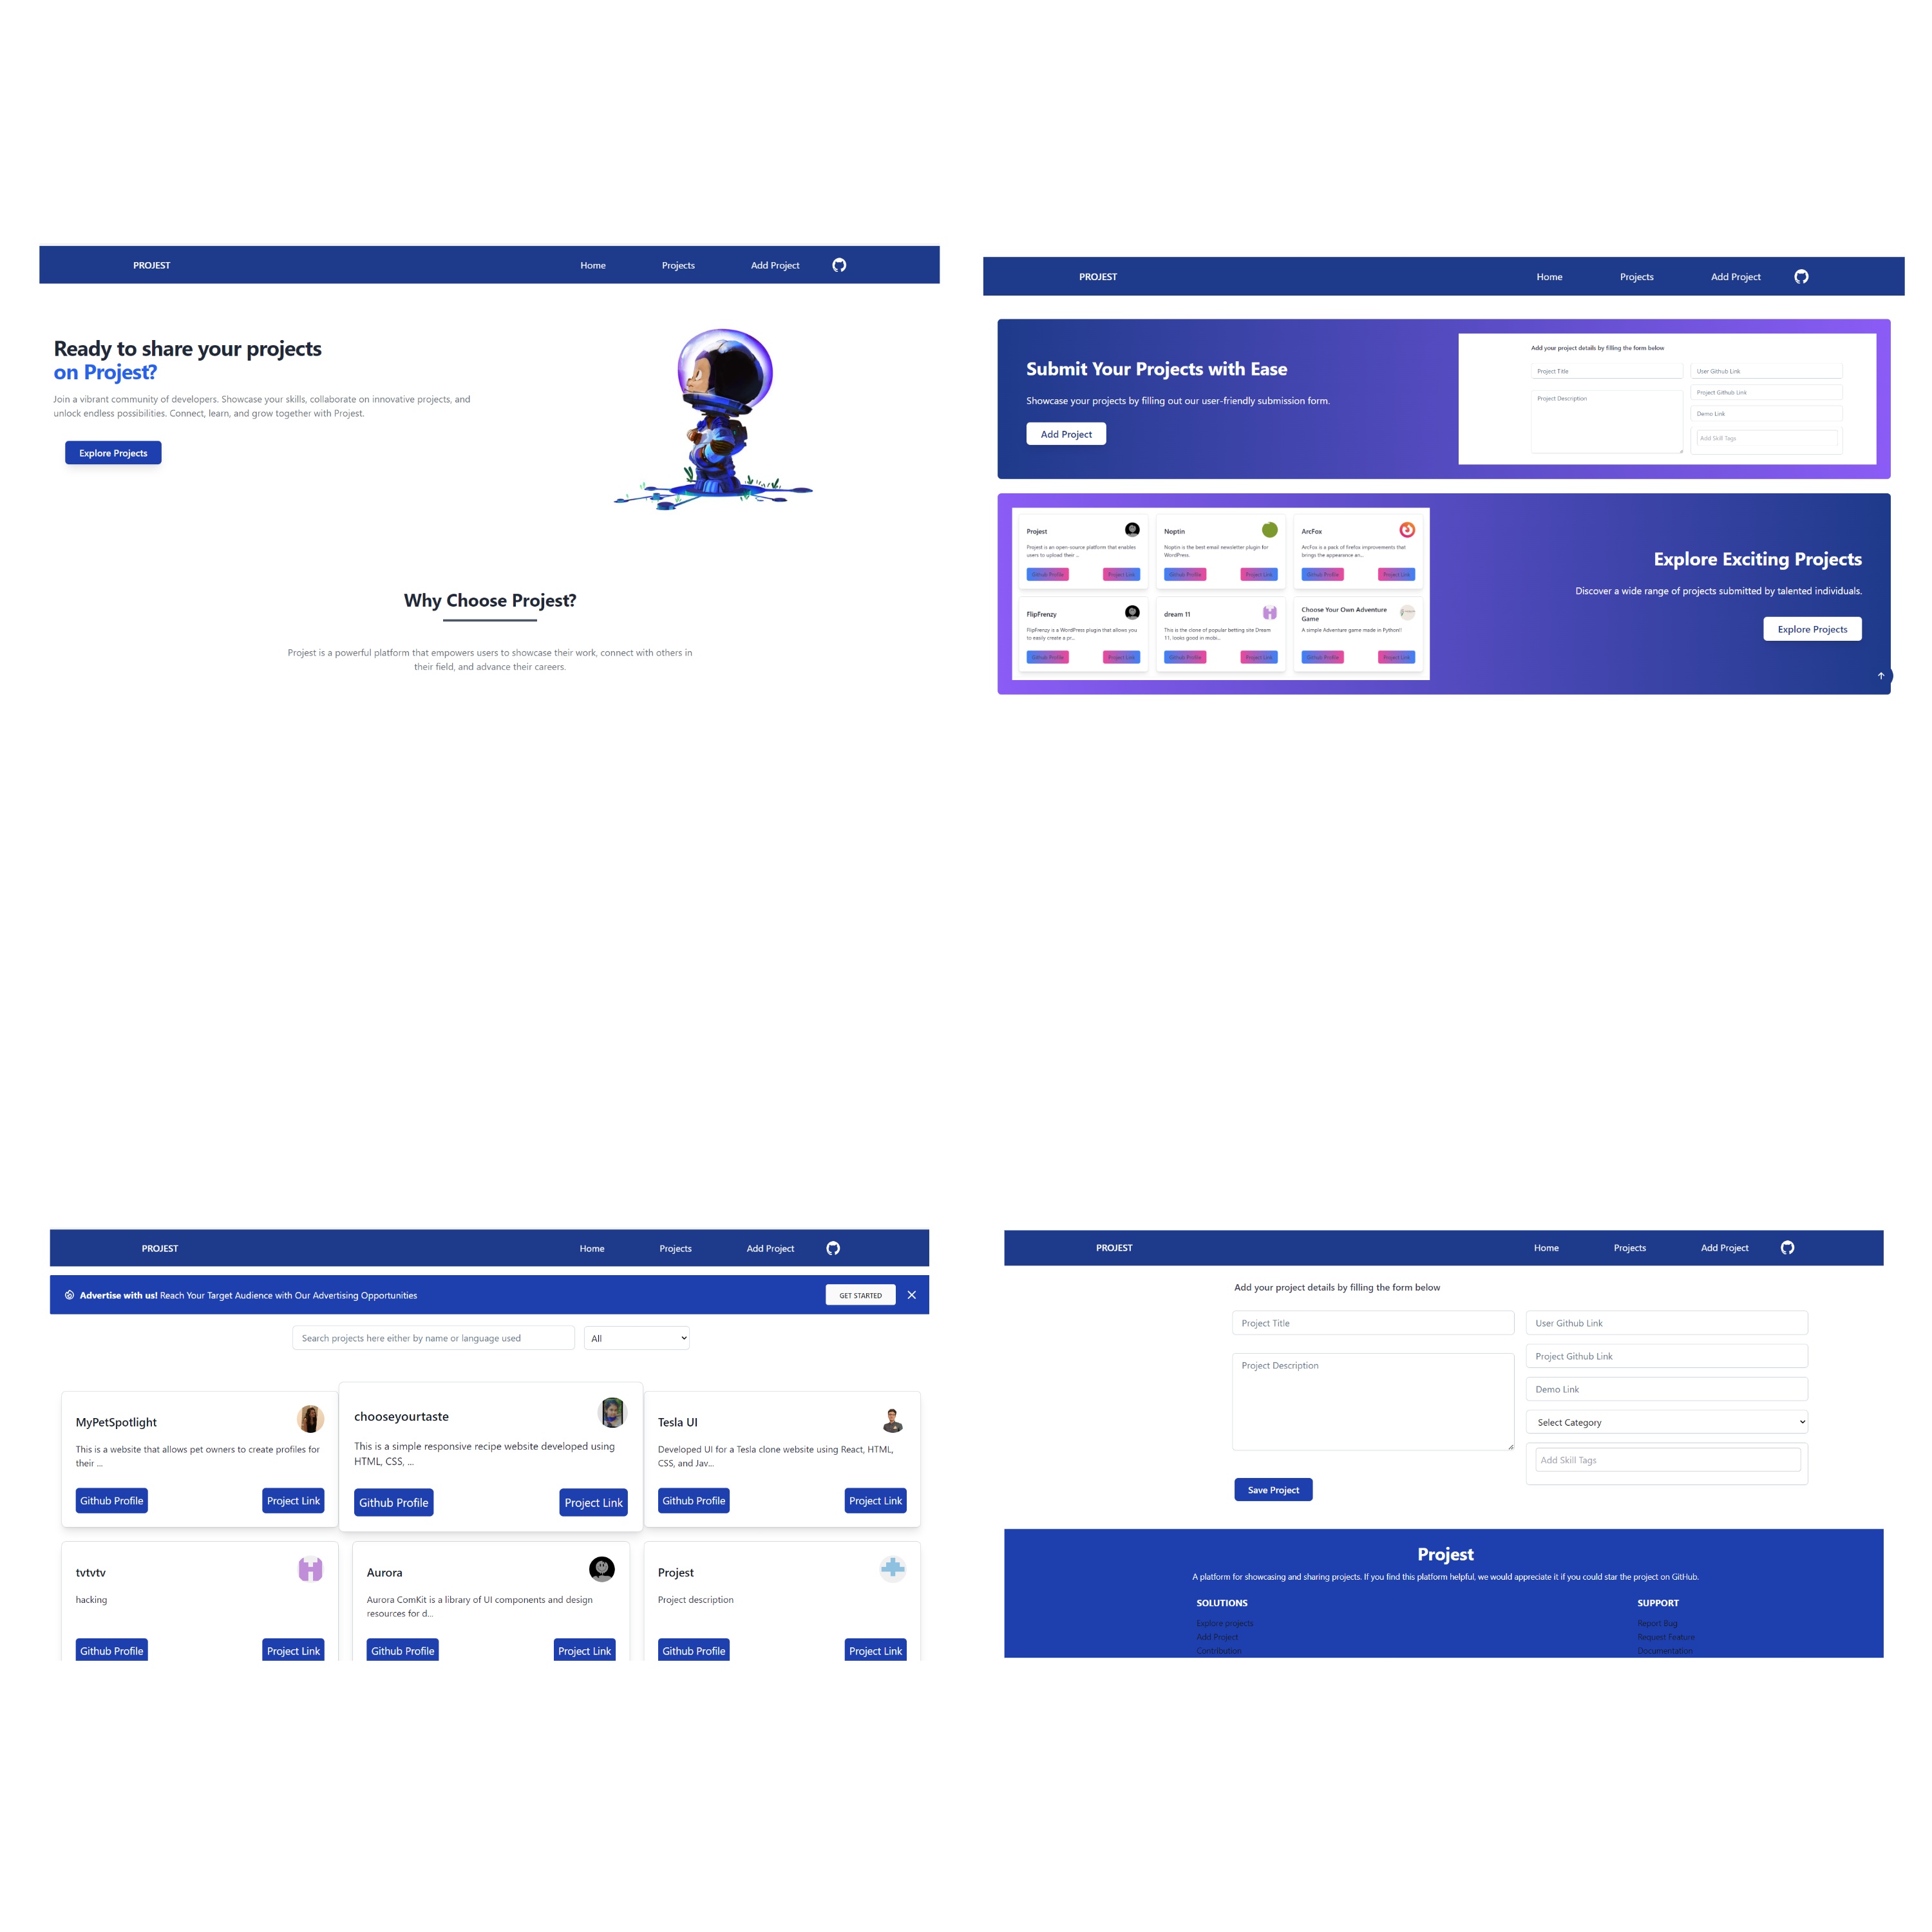 PROJEST Home Projects Add Project
Ready to share your projects
on Projest?
Join a vibrant community of developers. Showcase your skills, collaborate on innovative projects, and
unlock endless possibilities. Connect, learn, and grow together with Projest.
Explore Projects
Why Choose Projest?
Projest is a powerful platform that empowers users to showcase their work, connect with others in
their field, and advance their careers.
PROJEST Home Projects Add Project
Submit Your Projects with Ease
Showcase your projects by filling out our user-friendly submission form.
Add Project
Add your project details by filling the form below
Project Title
User Github Link
Project Description
Project Github Link
Demo Link
Add Skill Tags
Projest
Projest is an open-source platform that enables
users to upload their ...
Github Profile Project Link
Noptin
Noptin is the best email newsletter plugin for
WordPress.
Github Profile Project Link
ArcFox
ArcFox is a pack of firefox improvements that
brings the appearance an...
Github Profile Project Link
FlipFrenzy
FlipFrenzy is a WordPress plugin that allows you
to easily create a pr...
Github Profile Project Link
dream 11
This is the clone of popular betting site Dream
11, looks good in mobi...
Github Profile Project Link
Choose Your Own Adventure
Game
A simple Adventure game made in Python!!
Github Profile Project Link
Explore Exciting Projects
Discover a wide range of projects submitted by talented individuals.
Explore Projects
PROJEST Home Projects Add Project
Advertise with us! Reach Your Target Audience with Our Advertising Opportunities GET STARTED
Search projects here either by name or language used All
MyPetSpotlight
This is a website that allows pet owners to create profiles for
their ...
Github Profile Project Link
chooseyourtaste
This is a simple responsive recipe website developed using
HTML, CSS, ...
Github Profile Project Link
Tesla UI
Developed UI for a Tesla clone website using React, HTML,
CSS, and Jav...
Github Profile Project Link
tvtvtv
hacking
Github Profile Project Link
Aurora
Aurora ComKit is a library of UI components and design
resources for d...
Github Profile Project Link
Projest
Project description
Github Profile Project Link
PROJEST Home Projects Add Project
Add your project details by filling the form below
Project Title
User Github Link
Project Description
Project Github Link
Demo Link
Select Category
Add Skill Tags
Save Project
Projest
A platform for showcasing and sharing projects. If you find this platform helpful, we would appreciate it if you could star the project on GitHub.
SOLUTIONS
Explore projects
Add Project
Contribution
SUPPORT
Report Bug
Request Feature
Documentation